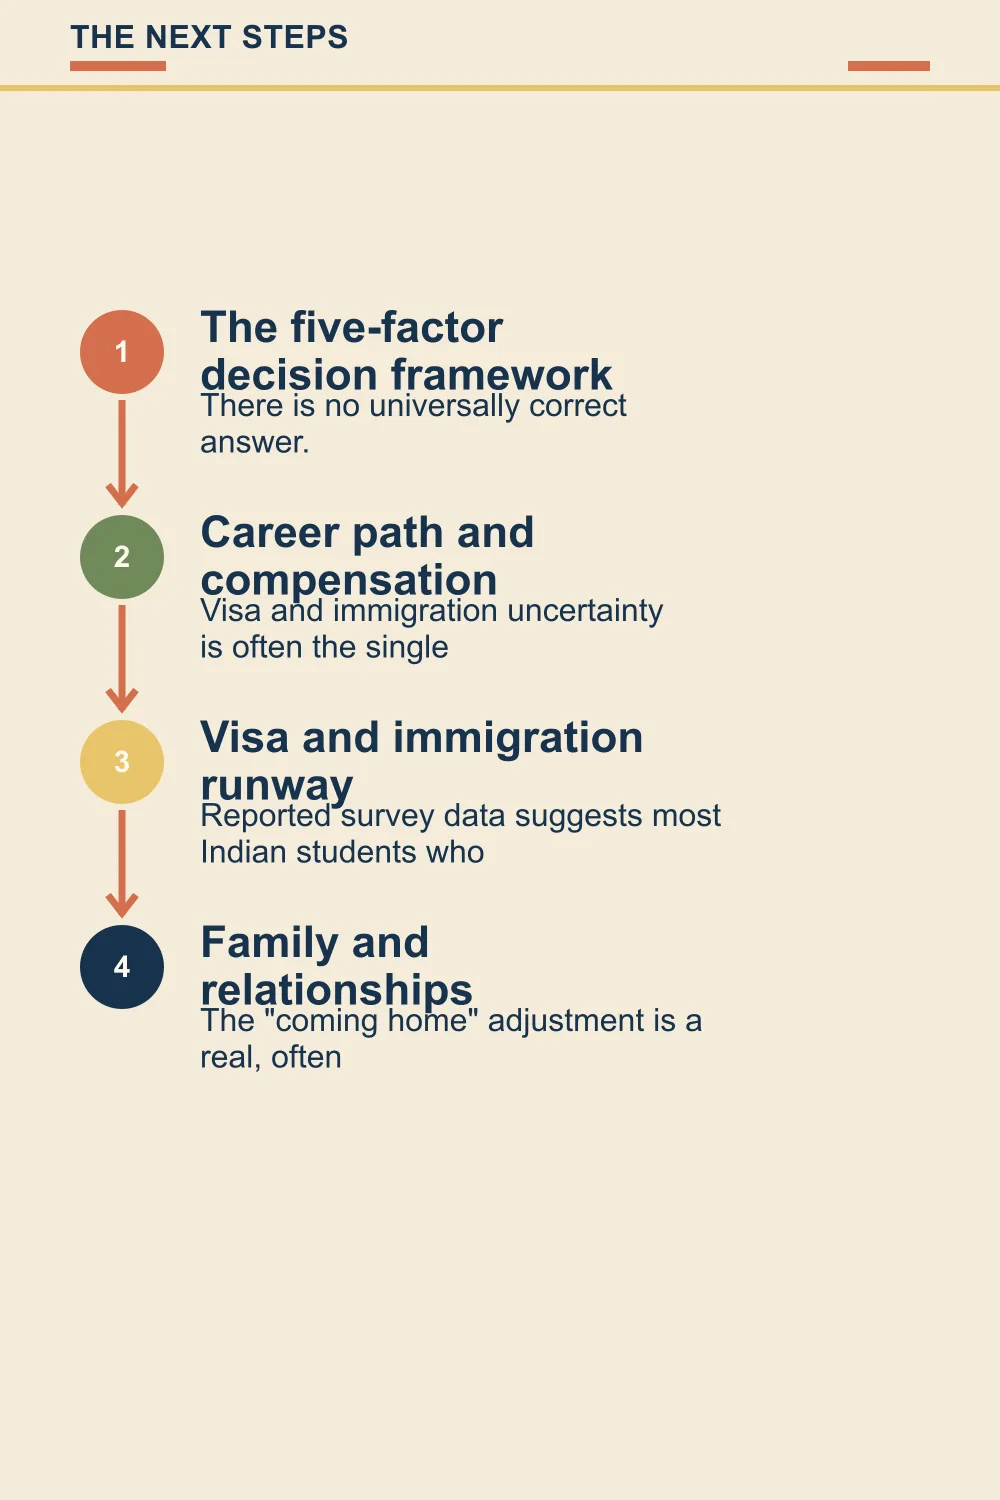 THE NEXT STEPS
1
The five-factor
decision framework
There is no universally correct
answer.
2
Career path and
compensation
Visa and immigration uncertainty
is often the single
3
Visa and immigration
runway
Reported survey data suggests most
Indian students who
4
Family and
relationships
The "coming home" adjustment is a
real, often